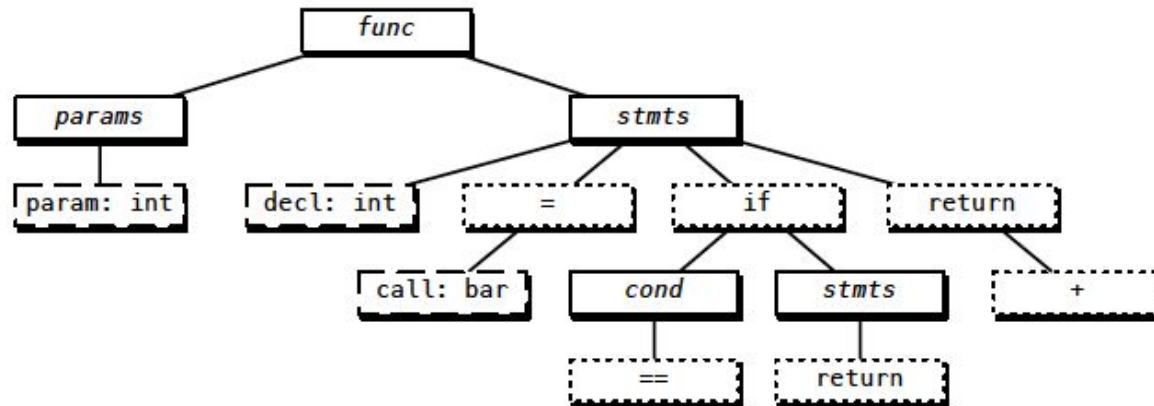 func
params
stmts
param: int
decl: int
=
if
return
call: bar
cond
stmts
+
==
return